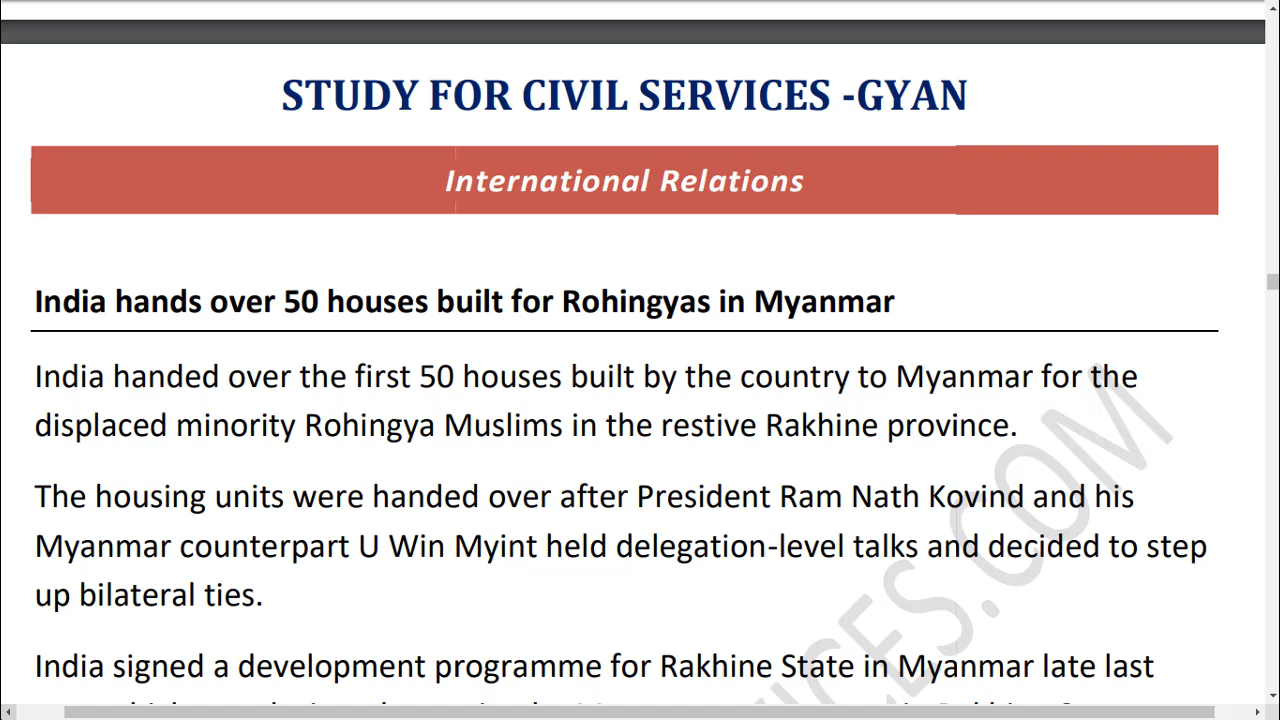 STUDY FOR CIVIL SERVICES -GYAN
International Relations
India hands over 50 houses built for Rohingyas in Myanmar
India handed over the first 50 houses built by the country to Myanmar for the
displaced minority Rohingya Muslims in the restive Rakhine province.
The housing units were handed over after President Ram Nath Kovind and his
Myanmar counterpart U Win Myint held delegation-level talks and decided to step
up bilateral ties.
India signed a development programme for Rakhine State in Myanmar late last